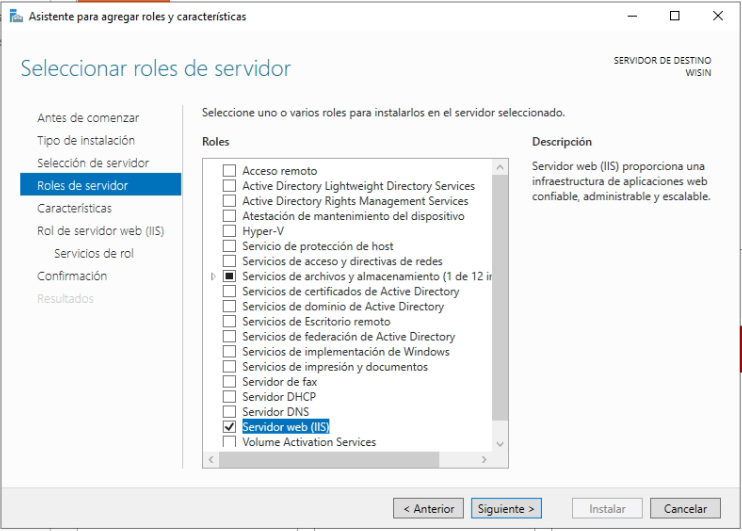 Asistente para agregar roles y características
Seleccionar roles de servidor
SERVIDOR DE DESTINO
WISIN
Antes de comenzar
Tipo de instalación
Selección de servidor
Roles de servidor
Características
Rol de servidor web (IIS)
Servicios de rol
Confirmación
Resultados
Seleccione uno o varios roles para instalarlos en el servidor seleccionado.
Roles
Acceso remoto
Active Directory Lightweight Directory Services
Active Directory Rights Management Services
Atestación de mantenimiento del dispositivo
Hyper-V
Servicio de protección de host
Servicios de acceso y directivas de redes
Servicios de archivos y almacenamiento (1 de 12 in
Servicios de certificados de Active Directory
Servicios de dominio de Active Directory
Servicios de Escritorio remoto
Servicios de federación de Active Directory
Servicios de implementación de Windows
Servicios de impresión y documentos
Servidor de fax
Servidor DHCP
Servidor DNS
Servidor web (IIS)
Volume Activation Services
Descripción
Servidor web (IIS) proporciona una
infraestructura de aplicaciones web
confiable, administrable y escalable.
< Anterior
Siguiente >
Instalar
Cancelar